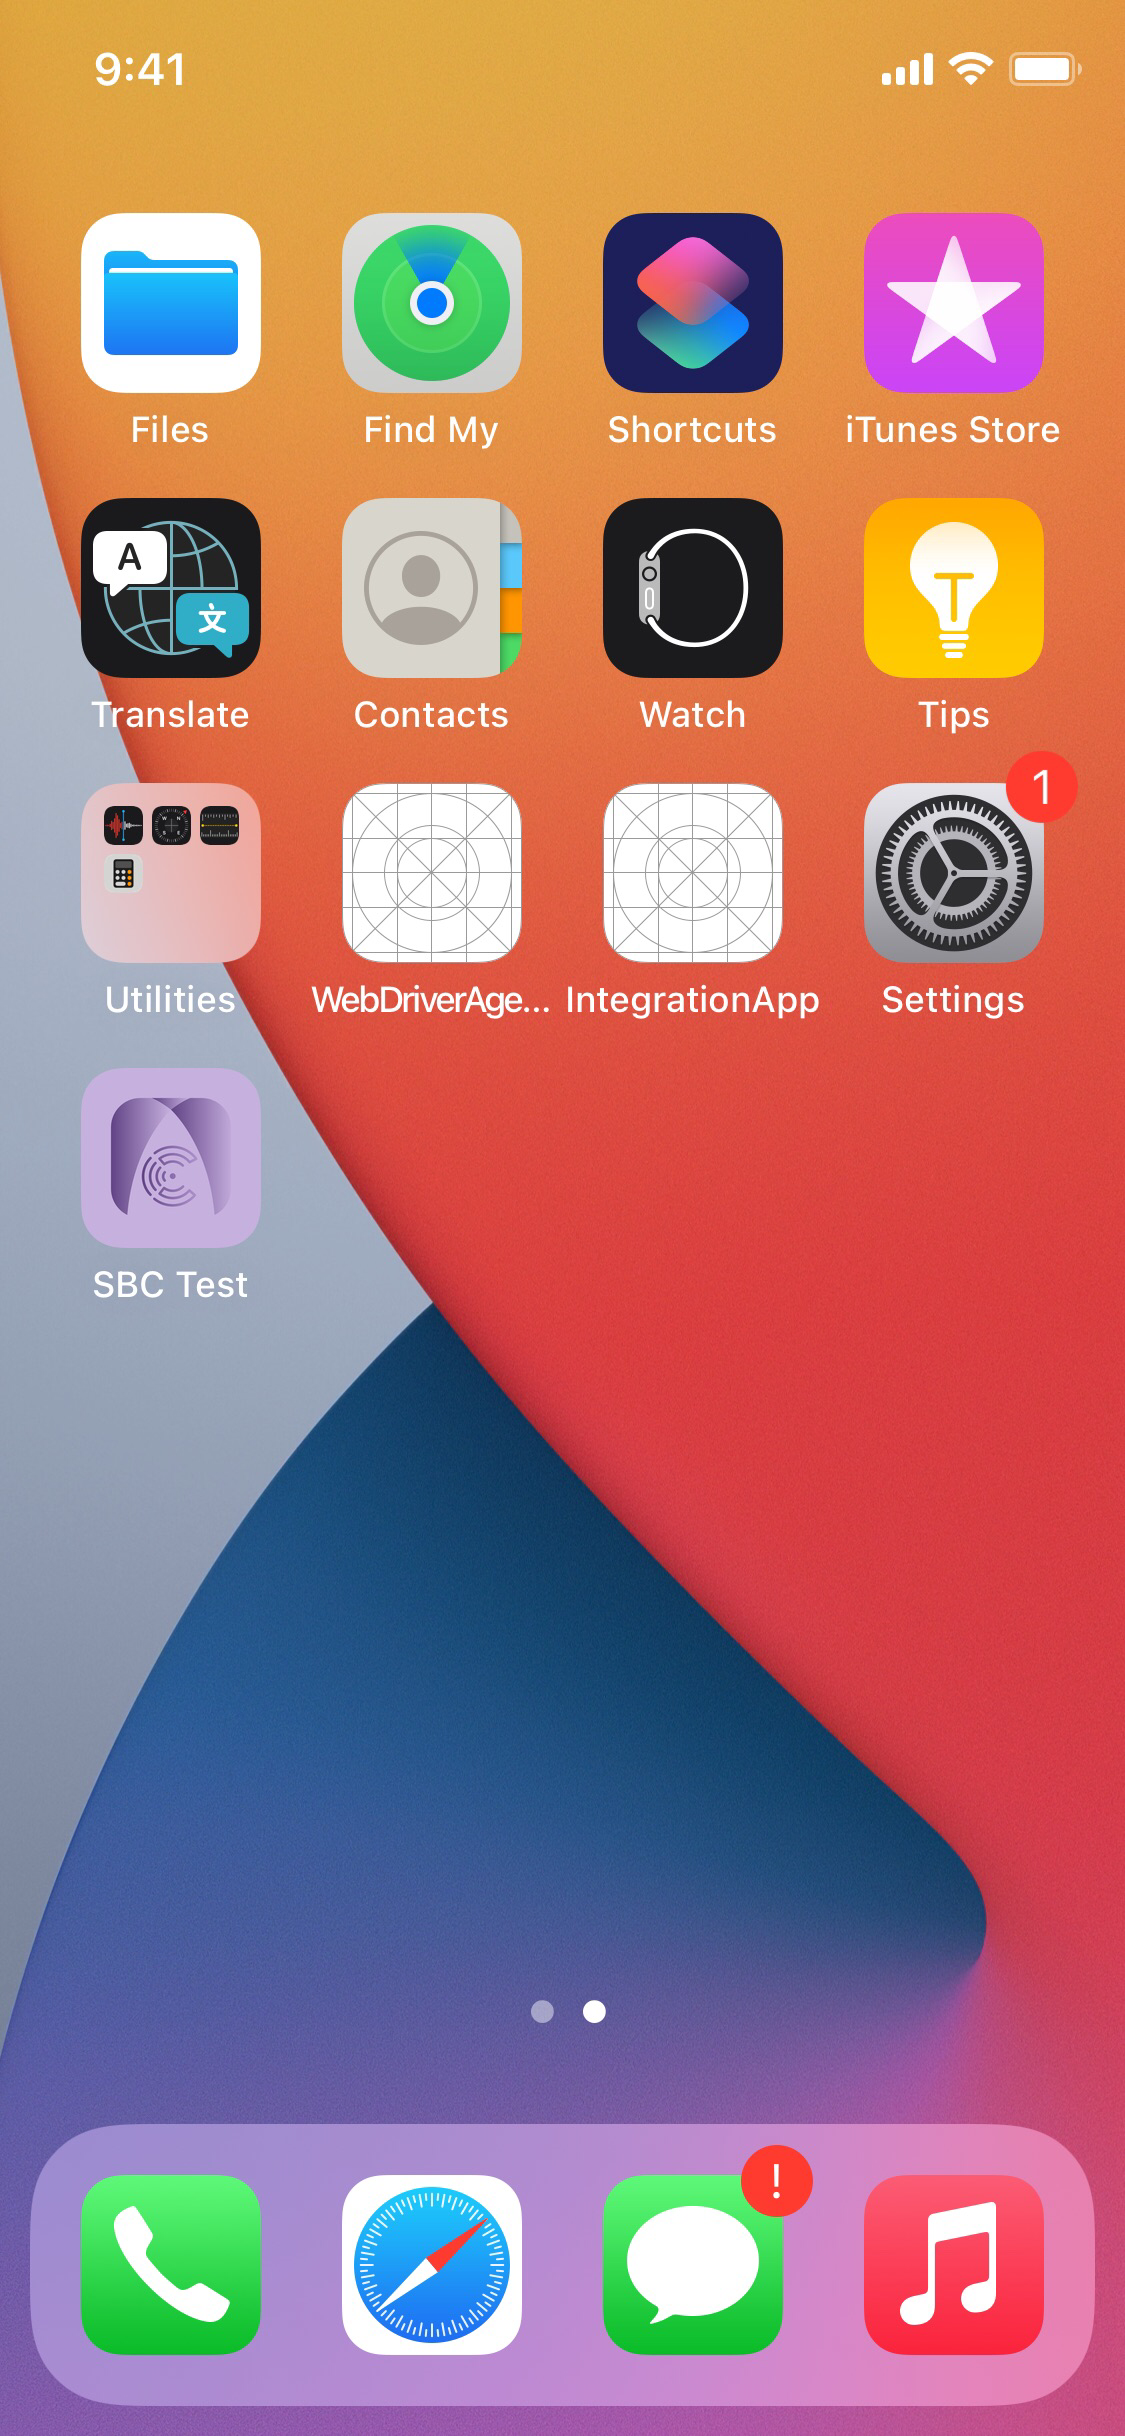 9:41
Files
Find My
Shortcuts
iTunes Store
A
文
Translate
Contacts
Watch
Tips
1
Utilities
WebDriverAge...
IntegrationApp
Settings
SBC Test
!